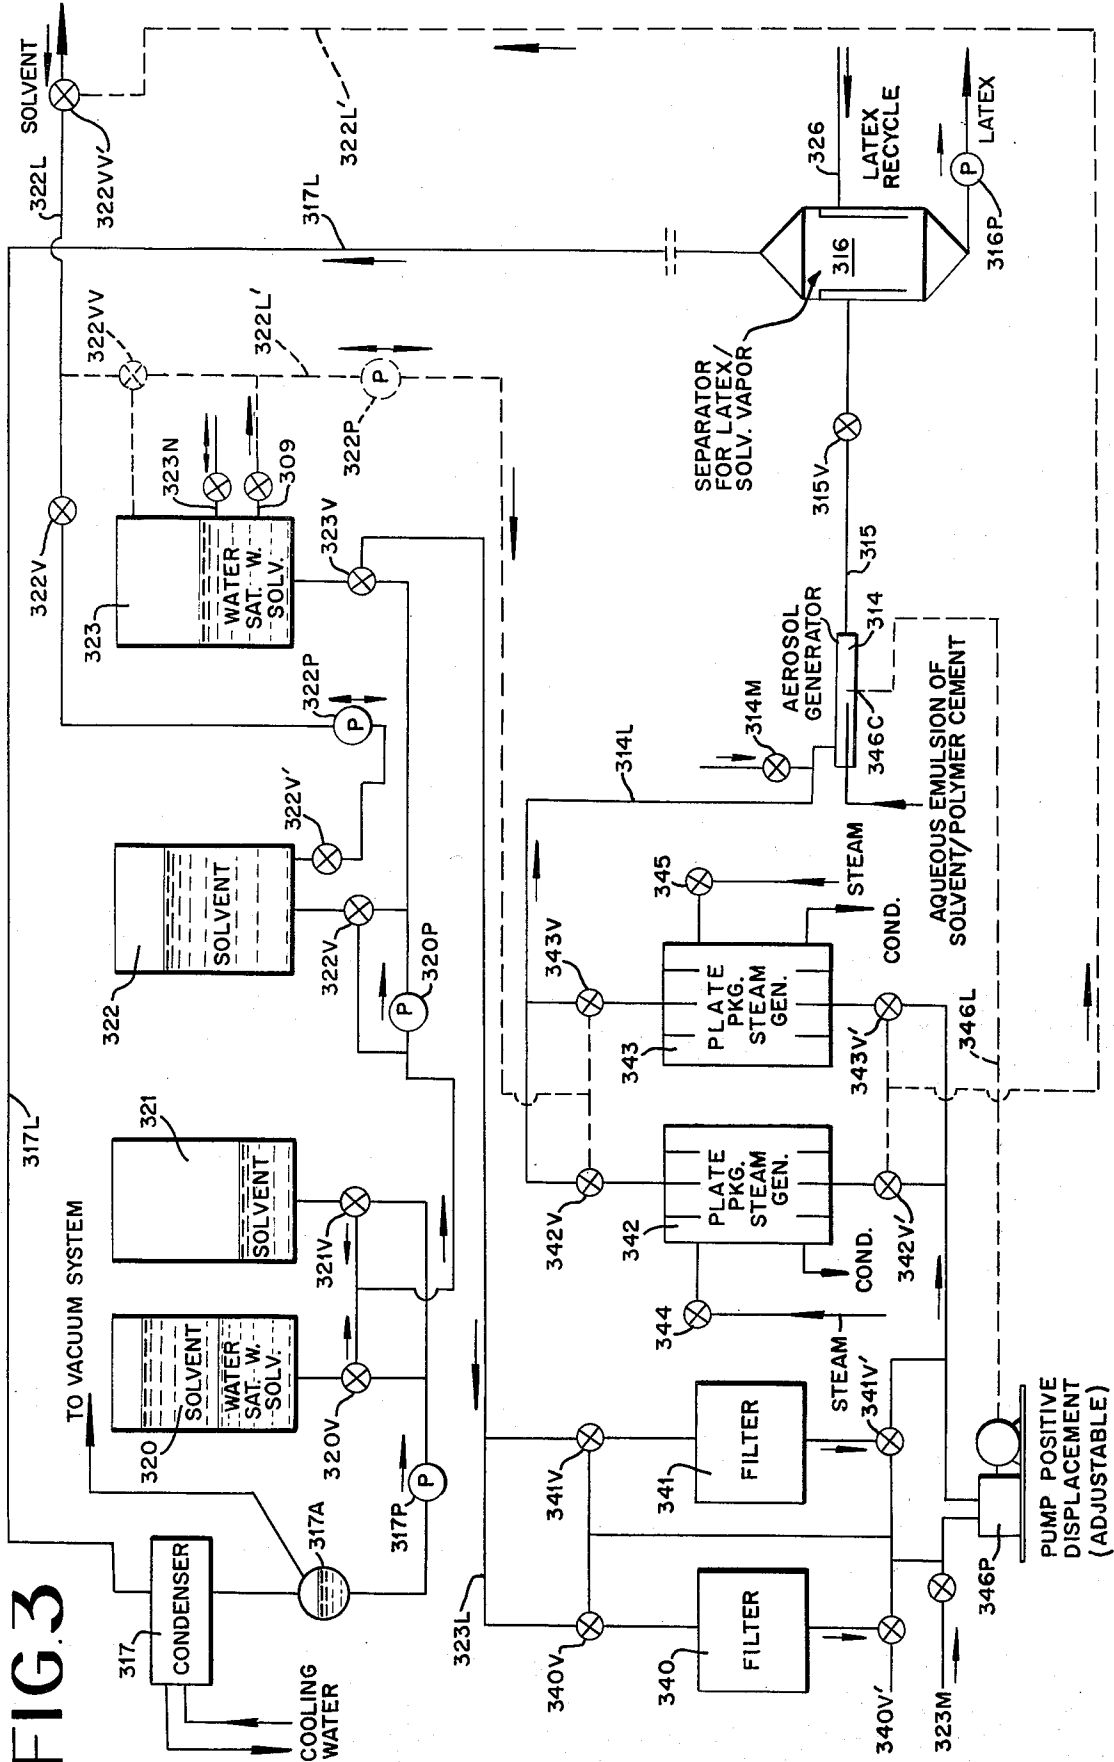 FIG.3
317
CONDENSER
COOLING
WATER
317A
317P
P
TO VACUUM SYSTEM
317L
320
SOLVENT
WATER
SAT. W.
SOLV.
320V
321
SOLVENT
321V
322
SOLVENT
322V
322V'
320P
P
322P
P
323
WATER
SAT. W.
SOLV.
323N
309
323V
322V
322VV
322L'
322P
P
317L
322L
322VV'
SOLVENT
322L'
323L
340V
341V
340
FILTER
341
FILTER
340V'
341V'
323M
346P
PUMP POSITIVE
DISPLACEMENT
(ADJUSTABLE)
342V
343V
342
PLATE
PKG.
STEAM
GEN.
343
PLATE
PKG.
STEAM
GEN.
344
STEAM
COND.
345
STEAM
COND.
342V'
343V'
346L
314L
314M
AEROSOL
GENERATOR
314
346C
AQUEOUS EMULSION OF
SOLVENT/POLYMER CEMENT
315
315V
SEPARATOR
FOR LATEX/
SOLV. VAPOR
316
326
LATEX
RECYCLE
P
316P
LATEX